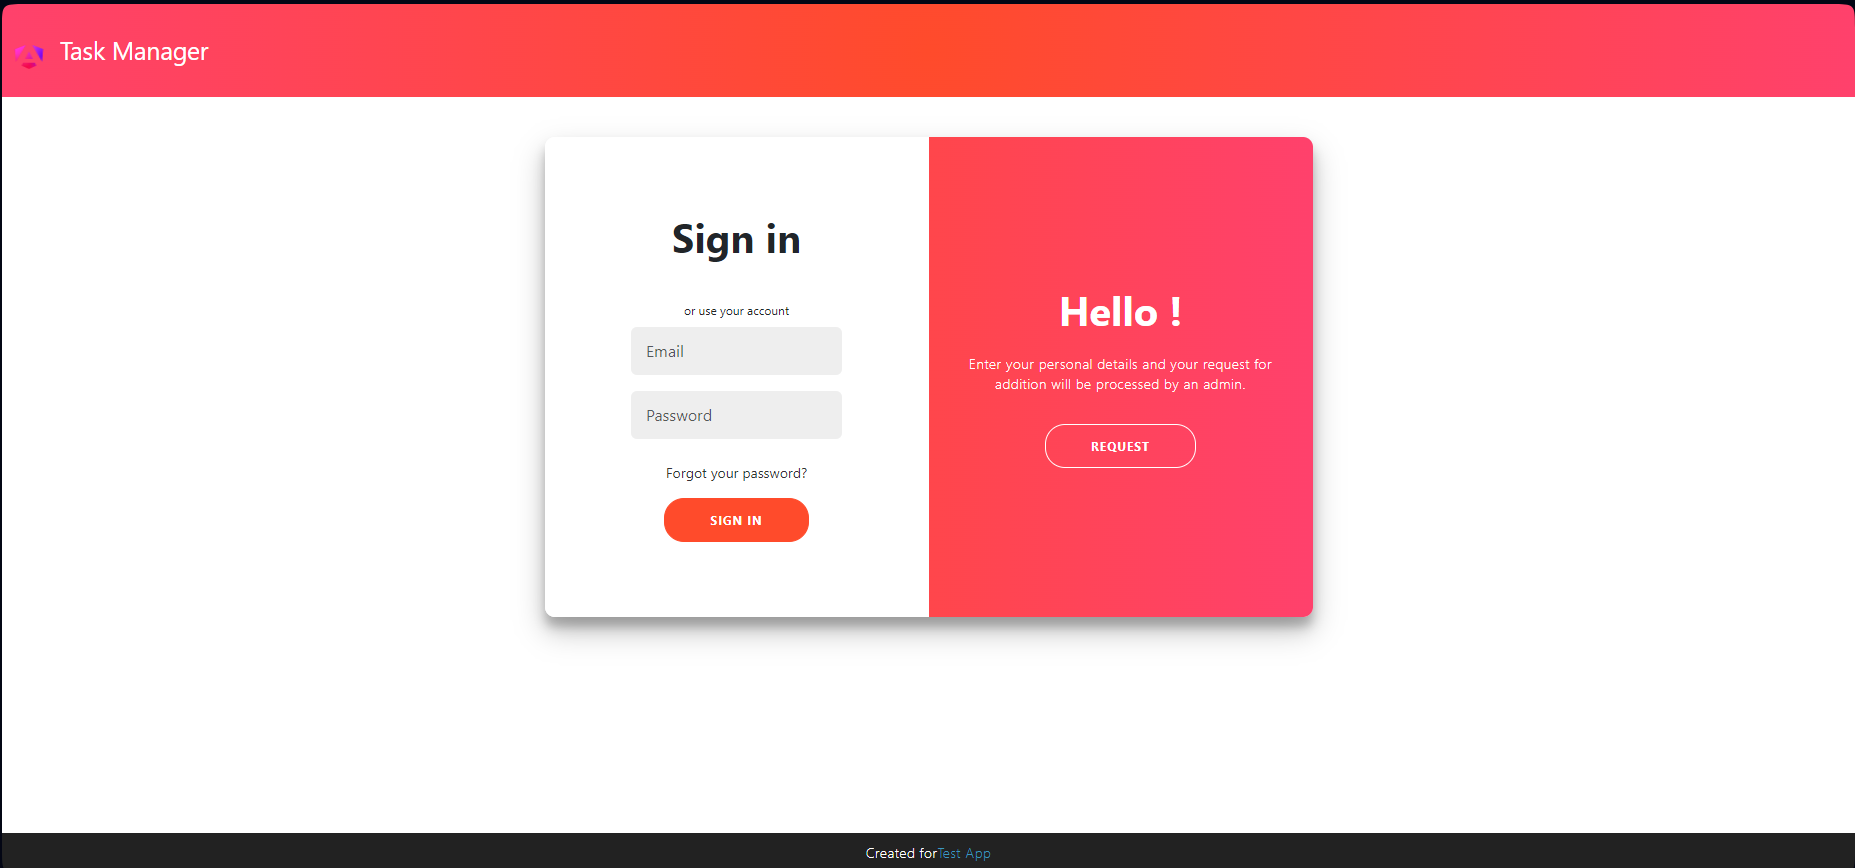 Task Manager
Sign in
or use your account
Email
Password
Forgot your password?
SIGN IN
Hello !
Enter your personal details and your request for
addition will be processed by an admin.
REQUEST
Created forTest App